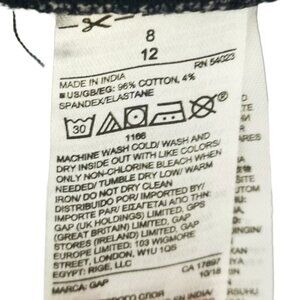 8
12
RN 54023
MADE IN INDIA
US/GB/EG: 96% COTTON, 4%
SPANDEX/ELASTANE
30
1166
MACHINE WASH COLD/ WASH AND
DRY INSIDE OUT WITH LIKE COLORS/
ONLY NON-CHLORINE BLEACH WHEN
NEEDED/ TUMBLE DRY LOW/ WARM
IRON/ DO NOT DRY CLEAN
DISTRIBUIDO POR/ IMPORTED BY/
IMPORTE PAR/ ΕΙΣΑΓΕΤΑΙ ΑΠΟ ΤΗΝ:
GAP (UK HOLDINGS) LIMITED, GPS
(GREAT BRITAIN) LIMITED, GAP
STORES (IRELAND) LIMITED, GAP
EUROPE LIMITED: 103 WIGMORE
STREET, LONDON, W1U 1QS
EGYPT: RIGE, LLC
CA 17897
10/18
MARCA: GAP